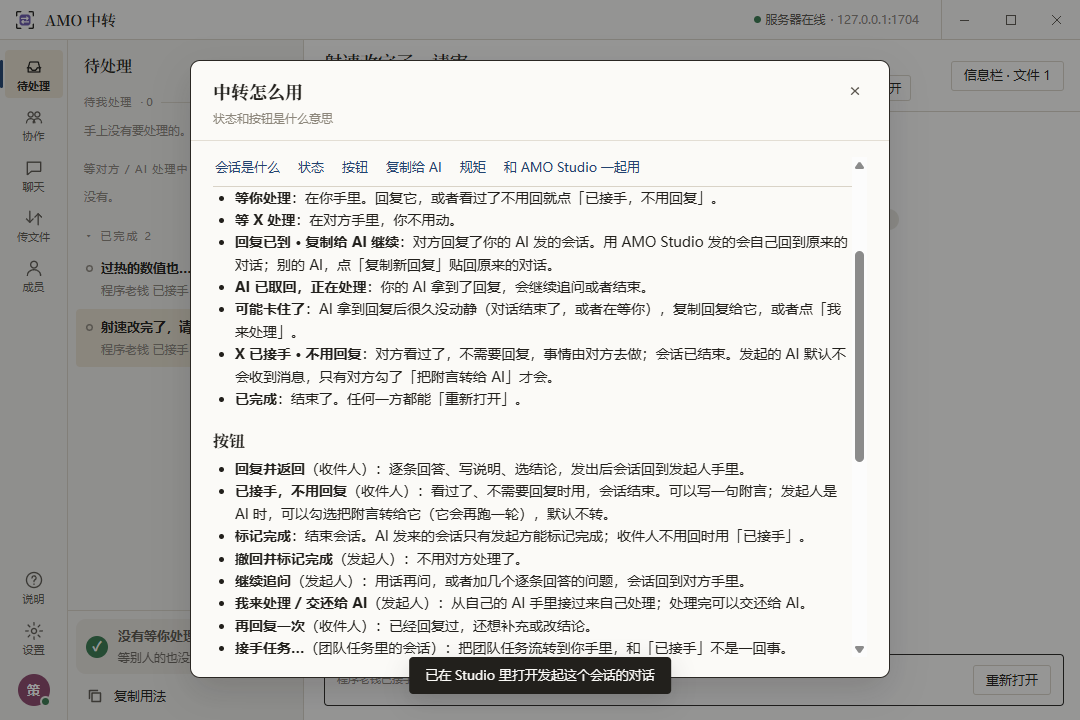 AMO 中转
服务器在线 · 127.0.0.1:1704
待处理
协作
聊天
传文件
成员
说明
设置
策
待处理
待我处理 · 0
手上没有要处理的。
等对方 / AI 处理中
没有。
已完成 2
过热的数值也...
程序老钱 已接手
射速改完了，请
程序老钱 已接手
没有等你处理
等别人的也没
复制用法
信息栏 · 文件 1
开
中转怎么用
状态和按钮是什么意思
会话是什么 状态 按钮 复制给 AI 规矩 和 AMO Studio 一起用
• 等你处理：在你手里。回复它，或者看过了不用回就点「已接手，不用回复」。
• 等 X 处理：在对方手里，你不用动。
• 回复已到 • 复制给 AI 继续：对方回复了你的 AI 发的会话。用 AMO Studio 发的会自己回到原来的
对话；别的 AI，点「复制新回复」贴回原来的对话。
• AI 已取回，正在处理：你的 AI 拿到了回复，会继续追问或者结束。
• 可能卡住了：AI 拿到回复后很久没动静（对话结束了，或者在等你），复制回复给它，或者点「我
来处理」。
• X 已接手 • 不用回复：对方看过了，不需要回复，事情由对方去做；会话已结束。发起的 AI 默认不
会收到消息，只有对方勾了「把附言转给 AI」才会。
• 已完成：结束了。任何一方都能「重新打开」。
按钮
• 回复并返回（收件人）：逐条回答、写说明、选结论，发出后会话回到发起人手里。
• 已接手，不用回复（收件人）：看过了、不需要回复时用，会话结束。可以写一句附言；发起人是
AI 时，可以勾选把附言转给它（它会再跑一轮），默认不转。
• 标记完成：结束会话。AI 发来的会话只有发起方能标记完成；收件人不用回时用「已接手」。
• 撤回并标记完成（发起人）：不用对方处理了。
• 继续追问（发起人）：用话再问，或者加几个逐条回答的问题，会话回到对方手里。
• 我来处理 / 交还给 AI（发起人）：从自己的 AI 手里接过来自己处理；处理完可以交还给 AI。
• 再回复一次（收件人）：已经回复过，还想补充或改结论。
• 接手任务...（团队任务里的会话）：把团队任务流转到你手里，和「已接手」不是一回事。
已在 Studio 里打开发起这个会话的对话
程序老钱已接
重新打开